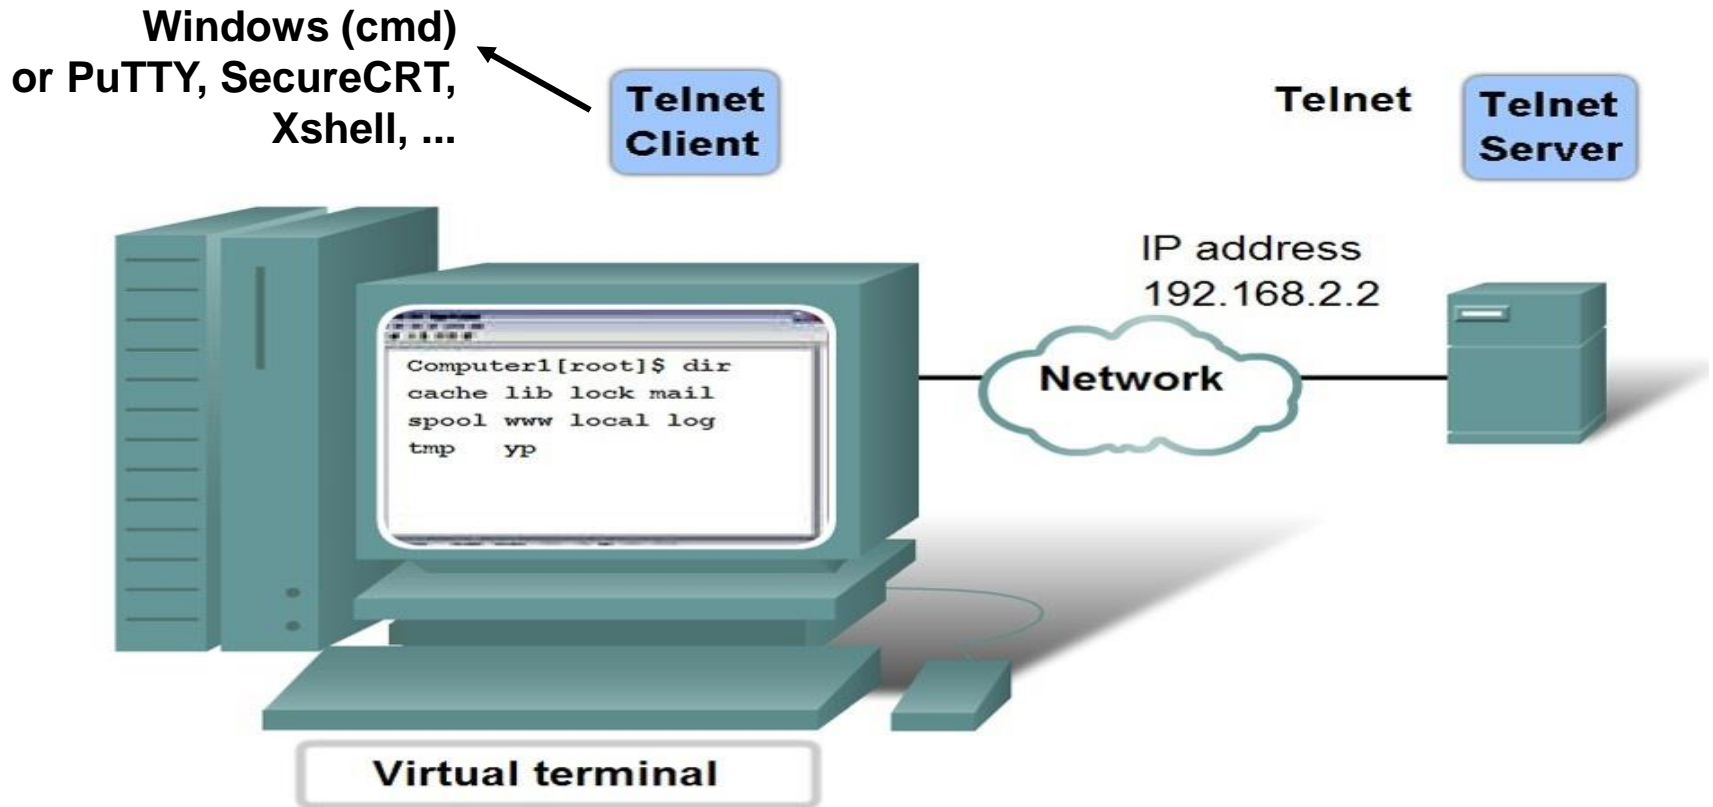 Windows (cmd)
or PuTTY, SecureCRT,
Xshell, ...
Telnet
Client
Telnet
Telnet
Server
IP address
192.168.2.2
Computer1[root]$ dir
cache lib lock mail
spool www local log
tmp yp
Network
Virtual terminal